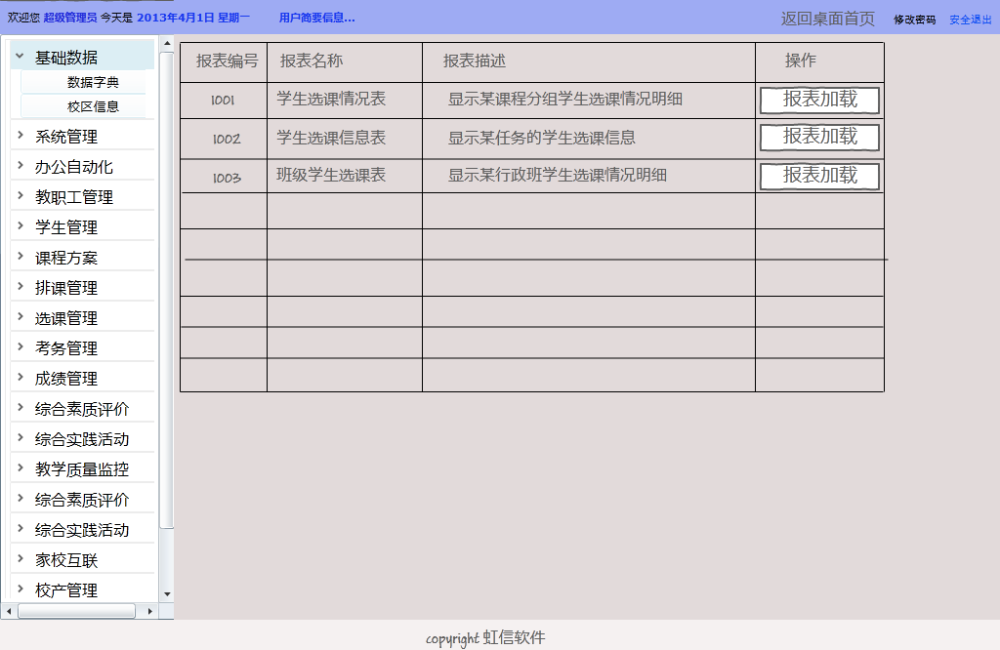 欢迎您 超级管理员 今天是 2013年4月1日 星期一 用户简要信息... 返回桌面首页 修改密码 安全退出
基础数据
数据字典
校区信息
系统管理
办公自动化
教职工管理
学生管理
课程方案
排课管理
选课管理
考务管理
成绩管理
综合素质评价
综合实践活动
教学质量监控
综合素质评价
综合实践活动
家校互联
校产管理
报表编号 报表名称 报表描述 操作
1001 学生选课情况表 显示某课程分组学生选课情况明细 报表加载
1002 学生选课信息表 显示某任务的学生选课信息 报表加载
1003 班级学生选课表 显示某行政班学生选课情况明细 报表加载
copyright 虹信软件